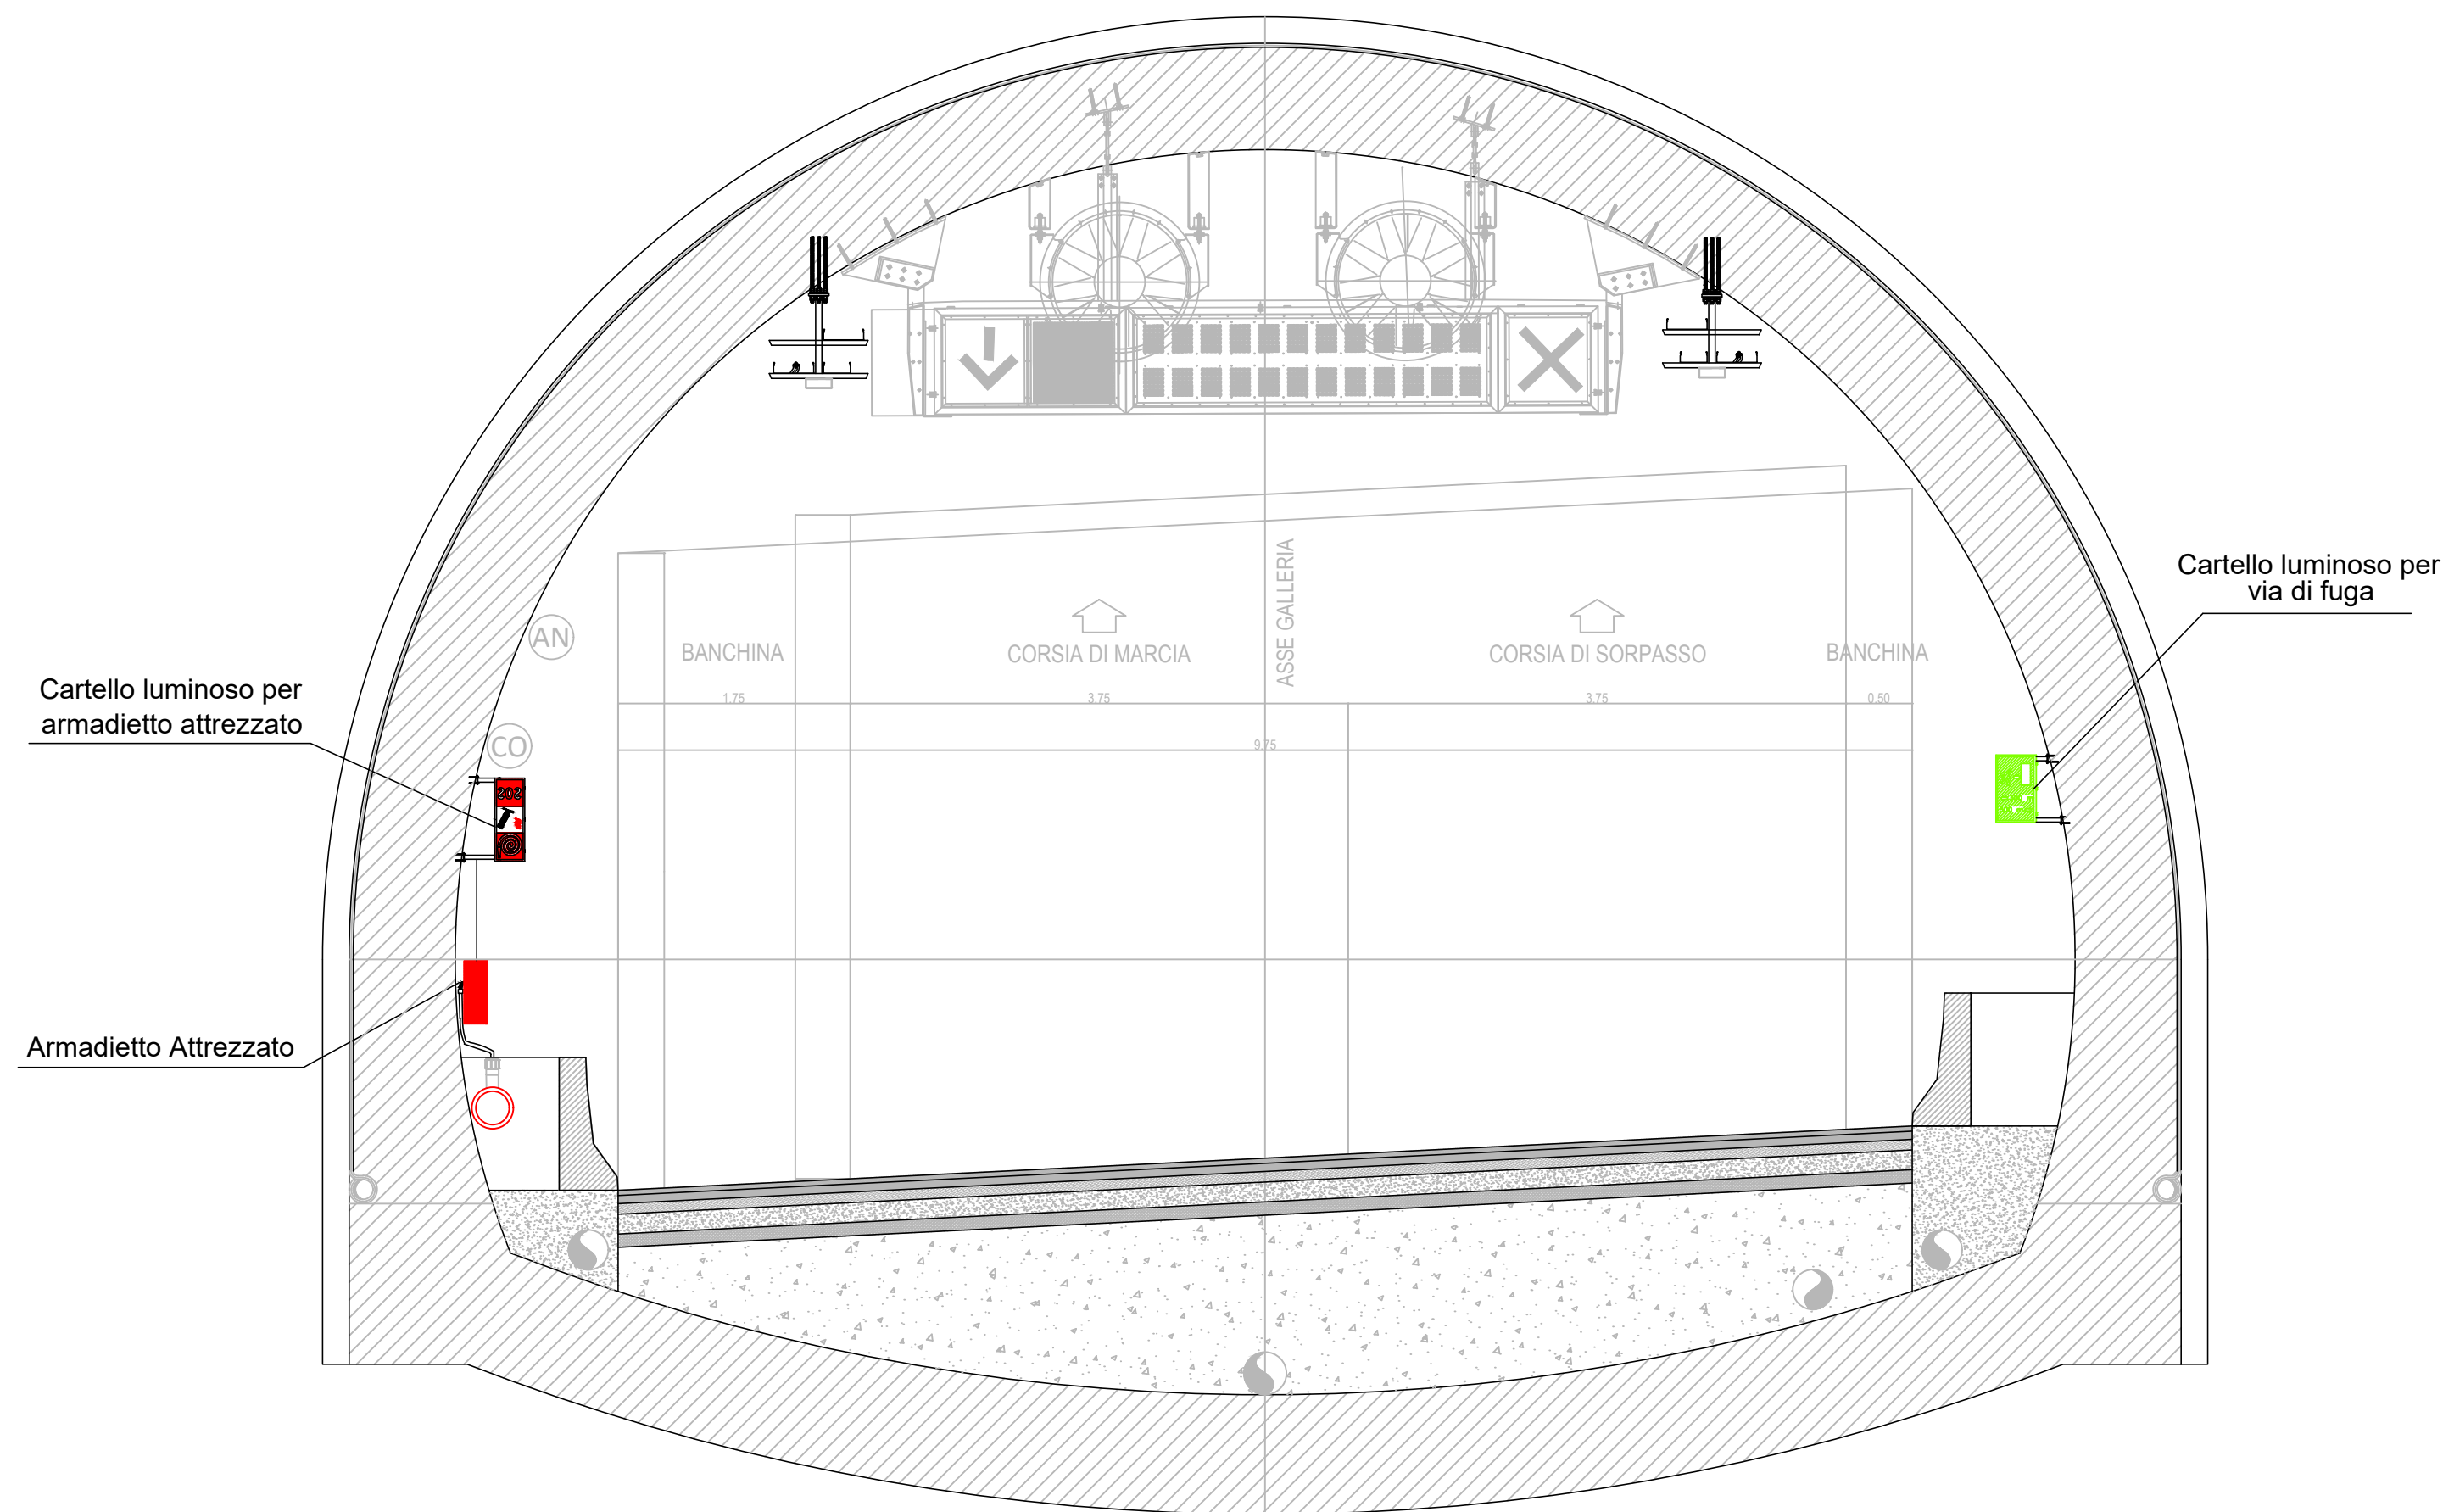 Cartello luminoso per
via di fuga
ASSE GALLERIA
AN
BANCHINA
CORSIA DI MARCIA
CORSIA DI SORPASSO
BANCHINA
Cartello luminoso per
armadietto attrezzato
1.75
3.75
3.75
0.50
CO
9.75
202
Armadietto Attrezzato